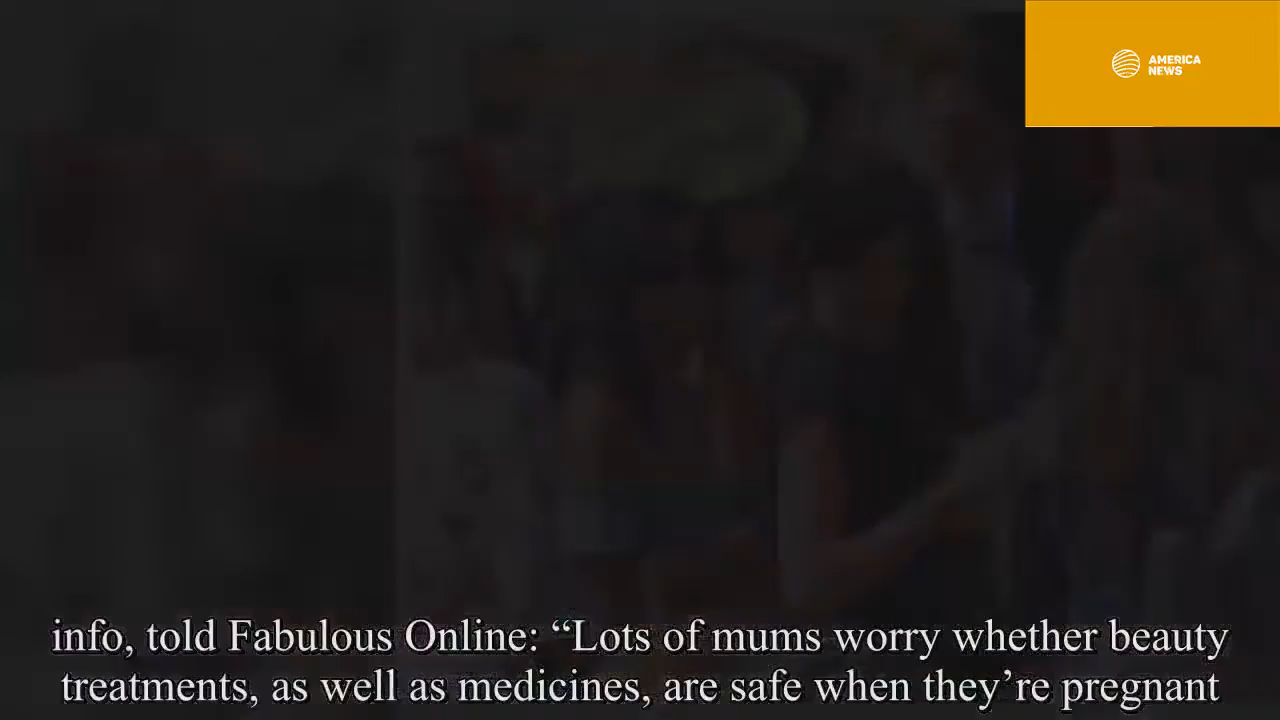 AMERICA
NEWS
info, told Fabulous Online: “Lots of mums worry whether beauty
treatments, as well as medicines, are safe when they’re pregnant